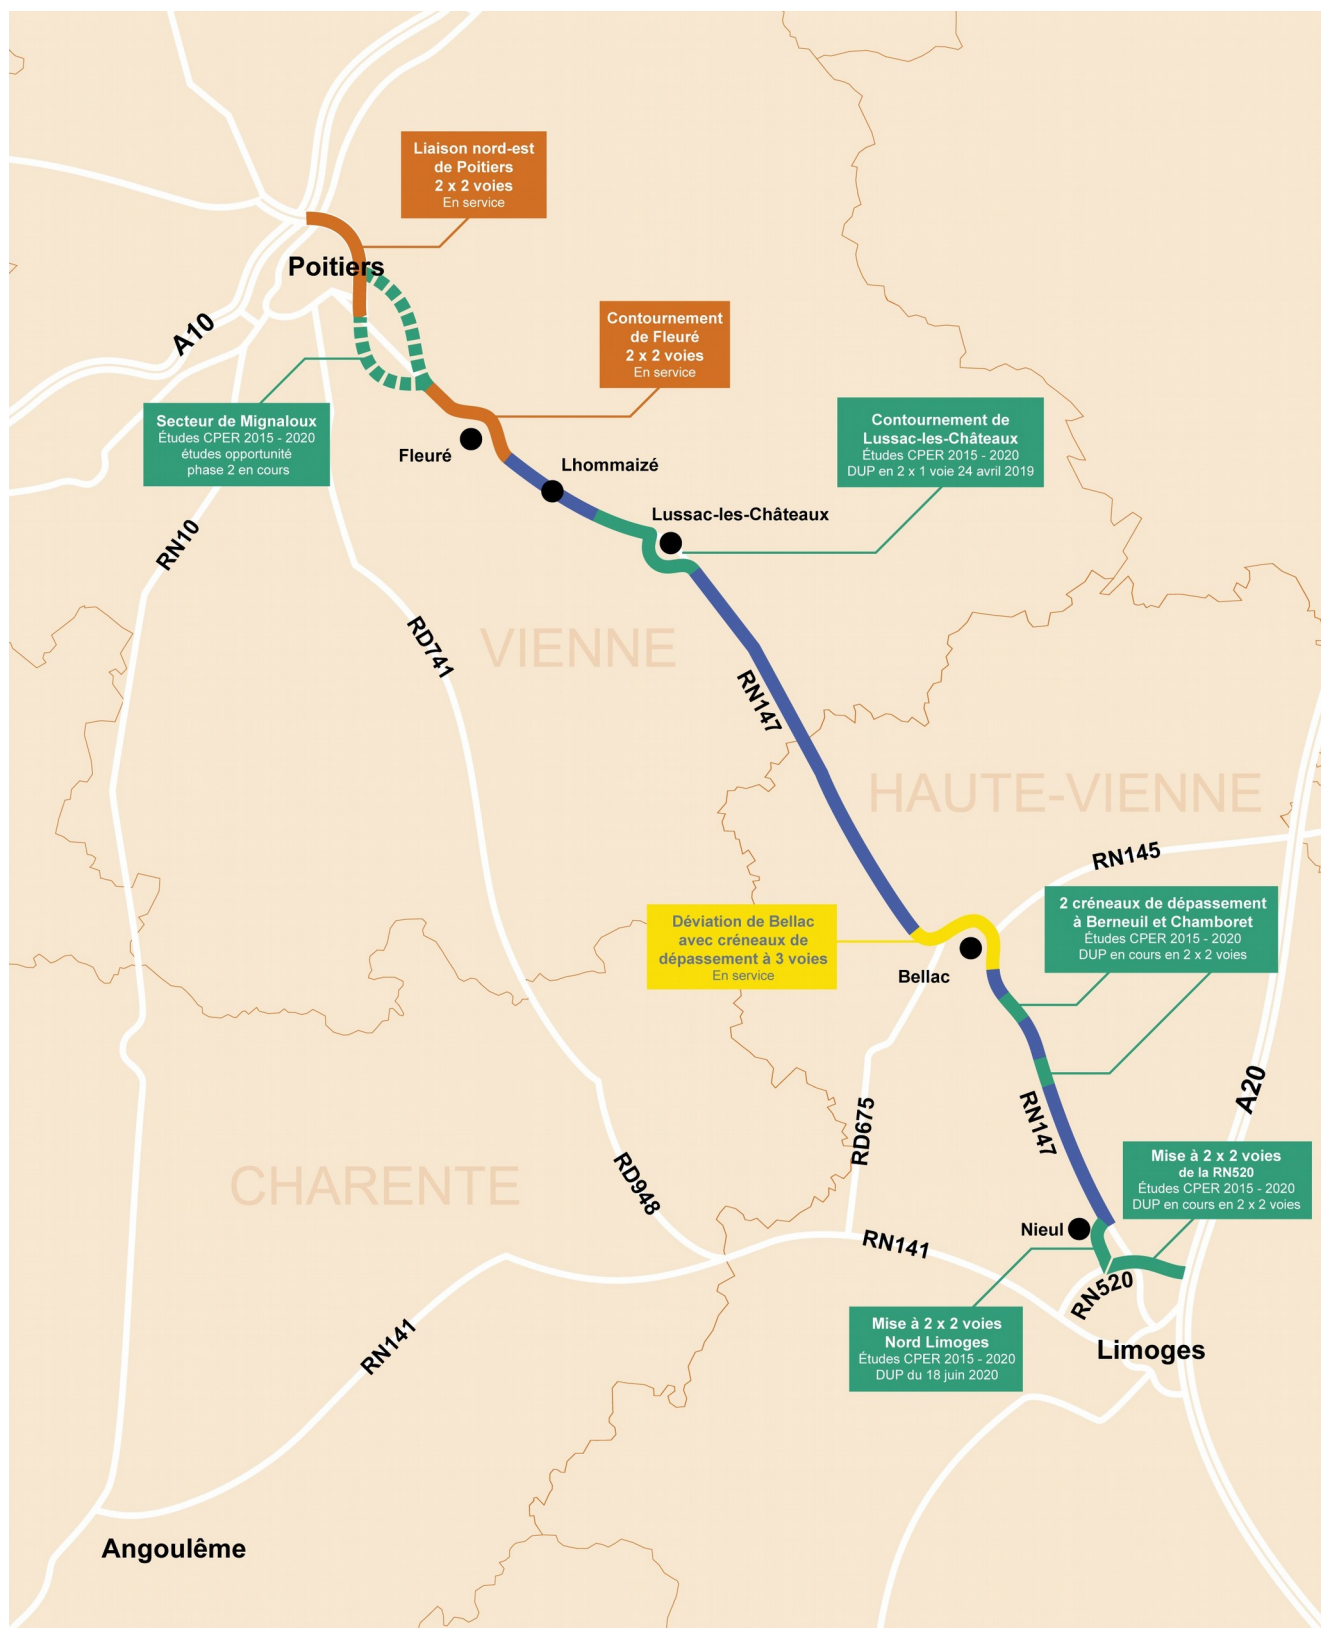 Liaison nord-est
de Poitiers
2 x 2 voies
En service
Poitiers
A10
Contournement
de Fleuré
2 x 2 voies
En service
Secteur de Mignaloux
Études CPER 2015 - 2020
études opportunité
phase 2 en cours
Fleuré
Lhommaizé
Contournement de
Lussac-les-Châteaux
Études CPER 2015 - 2020
DUP en 2 x 1 voie 24 avril 2019
Lussac-les-Châteaux
RN10
RD741
VIENNE
RN147
HAUTE-VIENNE
RN145
Déviation de Bellac
avec créneaux de
dépassement à 3 voies
En service
Bellac
2 créneaux de dépassement
à Berneuil et Chamboret
Études CPER 2015 - 2020
DUP en cours en 2 x 2 voies
A20
RN147
RD675
CHARENTE
RD948
Mise à 2 x 2 voies
de la RN520
Études CPER 2015 - 2020
DUP en cours en 2 x 2 voies
Nieul
RN141
RN520
Mise à 2 x 2 voies
Nord Limoges
Études CPER 2015 - 2020
DUP du 18 juin 2020
Limoges
RN141
Angoulême